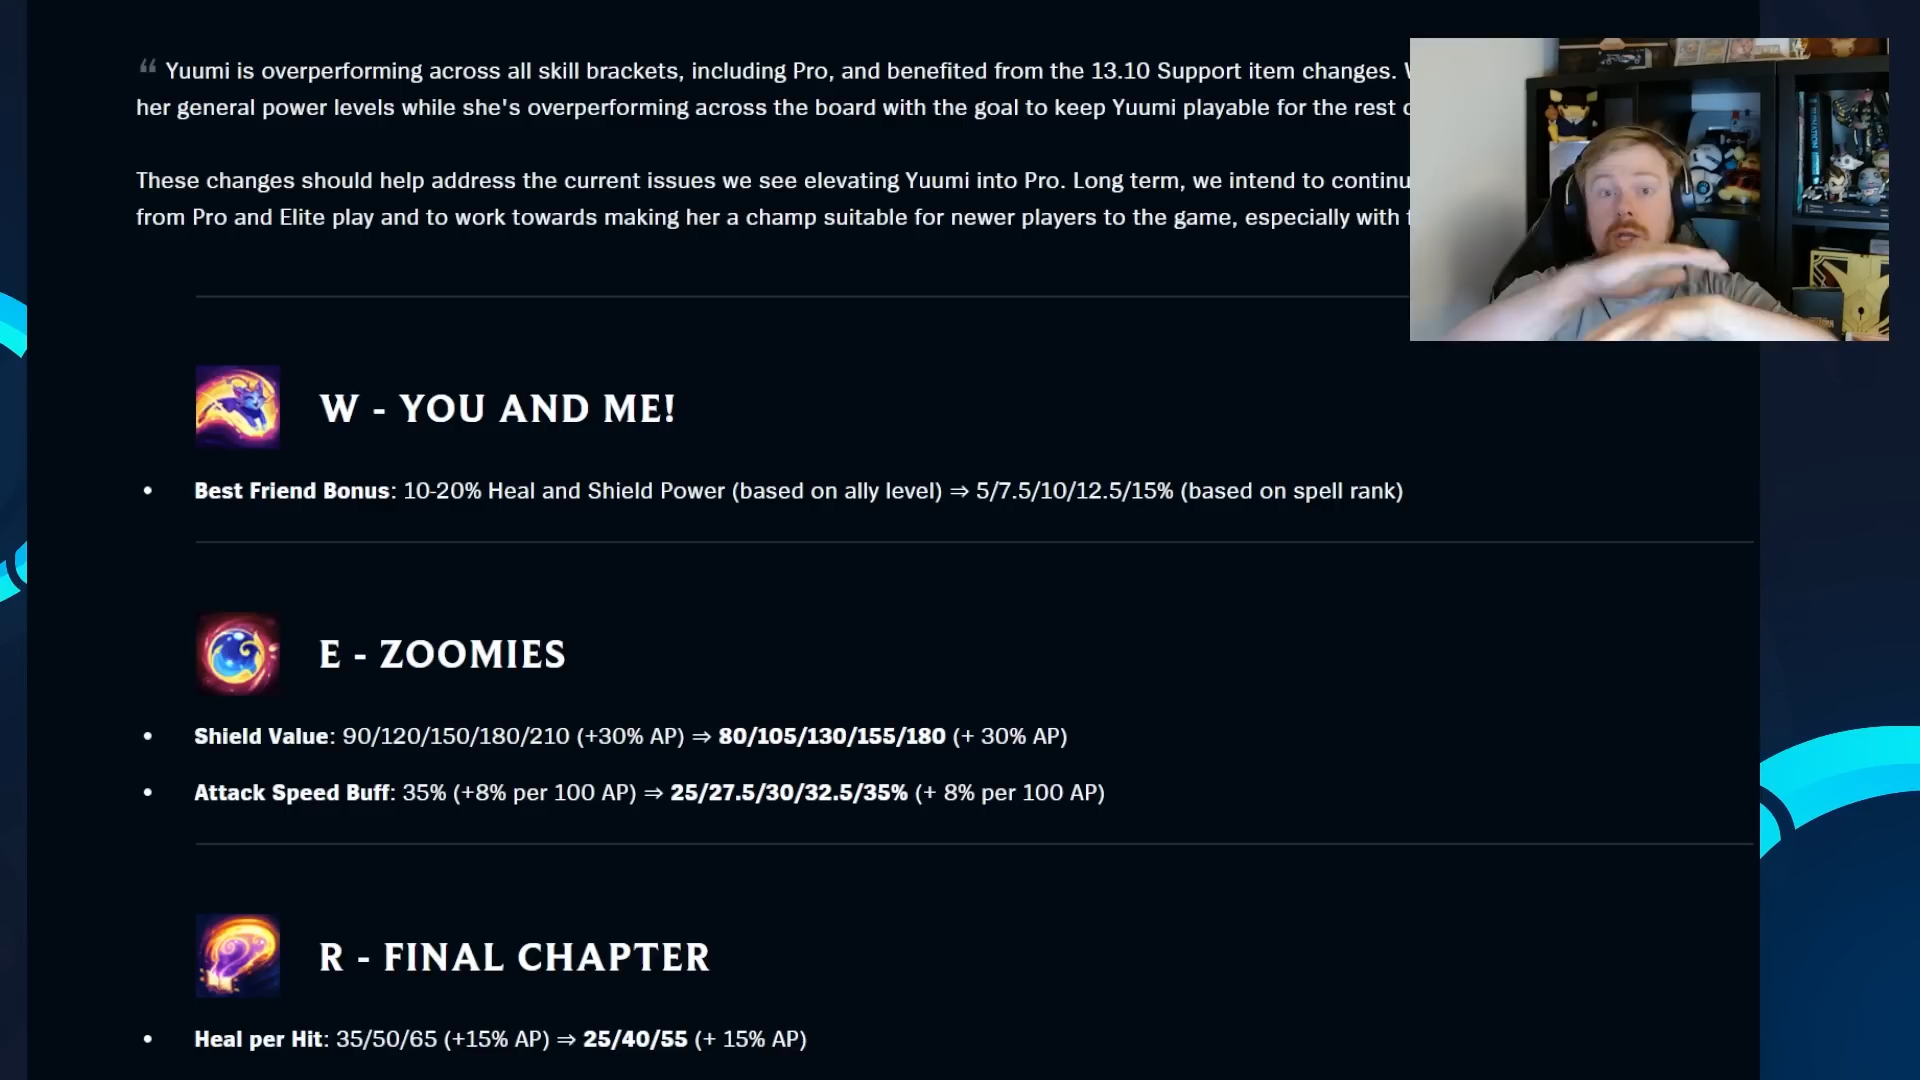 “ Yuumi is overperforming across all skill brackets, including Pro, and benefited from the 13.10 Support item changes.
her general power levels while she's overperforming across the board with the goal to keep Yuumi playable for the rest
These changes should help address the current issues we see elevating Yuumi into Pro. Long term, we intend to
from Pro and Elite play and to work towards making her a champ suitable for newer players to the game, especially with
W - YOU AND ME!
• Best Friend Bonus: 10-20% Heal and Shield Power (based on ally level) ⇒ 5/7.5/10/12.5/15% (based on spell rank)
E - ZOOMIES
• Shield Value: 90/120/150/180/210 (+30% AP) ⇒ 80/105/130/155/180 (+ 30% AP)
• Attack Speed Buff: 35% (+8% per 100 AP) ⇒ 25/27.5/30/32.5/35% (+ 8% per 100 AP)
R - FINAL CHAPTER
• Heal per Hit: 35/50/65 (+15% AP) ⇒ 25/40/55 (+ 15% AP)